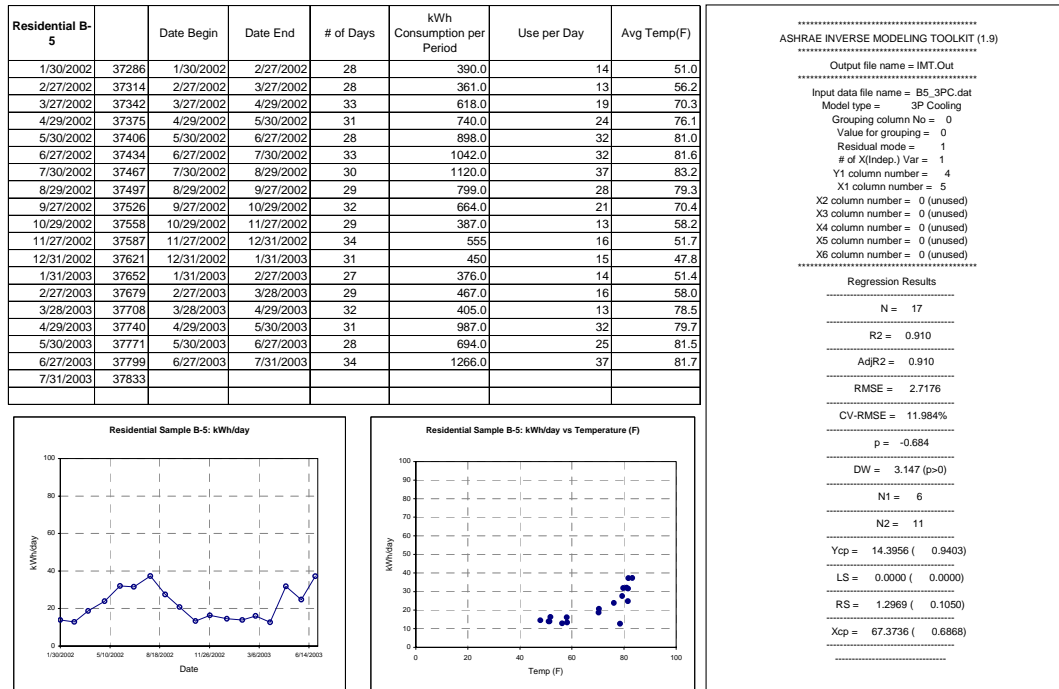 Residential B-5 Date Begin Date End # of Days kWh Consumption per Period Use per Day Avg Temp(F)
1/30/2002 37286 1/30/2002 2/27/2002 28 390.0 14 51.0
2/27/2002 37314 2/27/2002 3/27/2002 28 361.0 13 56.2
3/27/2002 37342 3/27/2002 4/29/2002 33 618.0 19 70.3
4/29/2002 37375 4/29/2002 5/30/2002 31 740.0 24 76.1
5/30/2002 37406 5/30/2002 6/27/2002 28 898.0 32 81.0
6/27/2002 37434 6/27/2002 7/30/2002 33 1042.0 32 81.6
7/30/2002 37467 7/30/2002 8/29/2002 30 1120.0 37 83.2
8/29/2002 37497 8/29/2002 9/27/2002 29 799.0 28 79.3
9/27/2002 37526 9/27/2002 10/29/2002 32 664.0 21 70.4
10/29/2002 37558 10/29/2002 11/27/2002 29 387.0 13 58.2
11/27/2002 37587 11/27/2002 12/31/2002 34 555 16 51.7
12/31/2002 37621 12/31/2002 1/31/2003 31 450 15 47.8
1/31/2003 37652 1/31/2003 2/27/2003 27 376.0 14 51.4
2/27/2003 37679 2/27/2003 3/28/2003 29 467.0 16 58.0
3/28/2003 37708 3/28/2003 4/29/2003 32 405.0 13 78.5
4/29/2003 37740 4/29/2003 5/30/2003 31 987.0 32 79.7
5/30/2003 37771 5/30/2003 6/27/2003 28 694.0 25 81.5
6/27/2003 37799 6/27/2003 7/31/2003 34 1266.0 37 81.7
7/31/2003 37833
Residential Sample B-5: kWh/day
100
80
60
40
20
0
kWh/day
1/30/2002 5/10/2002 8/18/2002 11/26/2002 3/6/2003 6/14/2003
Date
Residential Sample B-5: kWh/day vs Temperature (F)
100
90
80
70
60
50
40
30
20
10
0
kWh/day
0 20 40 60 80 100
Temp (F)
********************************************
ASHRAE INVERSE MODELING TOOLKIT (1.9)
********************************************
Output file name = IMT.Out
********************************************
Input data file name = B5_3PC.dat
Model type = 3P Cooling
Grouping column No = 0
Value for grouping = 0
Residual mode = 1
# of X(Indep.) Var = 1
Y1 column number = 4
X1 column number = 5
X2 column number = 0 (unused)
X3 column number = 0 (unused)
X4 column number = 0 (unused)
X5 column number = 0 (unused)
X6 column number = 0 (unused)
********************************************
Regression Results
--------------------------------------
N = 17
--------------------------------------
R2 = 0.910
--------------------------------------
AdjR2 = 0.910
--------------------------------------
RMSE = 2.7176
--------------------------------------
CV-RMSE = 11.984%
--------------------------------------
p = -0.684
--------------------------------------
DW = 3.147 (p>0)
--------------------------------------
N1 = 6
--------------------------------------
N2 = 11
--------------------------------------
Ycp = 14.3956 ( 0.9403)
--------------------------------------
LS = 0.0000 ( 0.0000)
--------------------------------------
RS = 1.2969 ( 0.1050)
--------------------------------------
Xcp = 67.3736 ( 0.6868)
--------------------------------------
---------------------------------